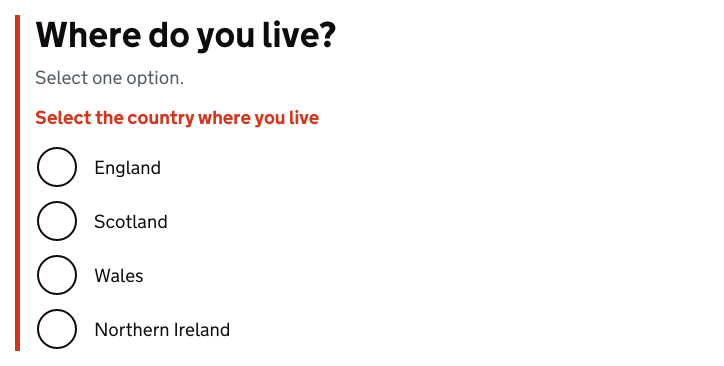 Where do you live?
Select one option.
Select the country where you live
England
Scotland
Wales
Northern Ireland